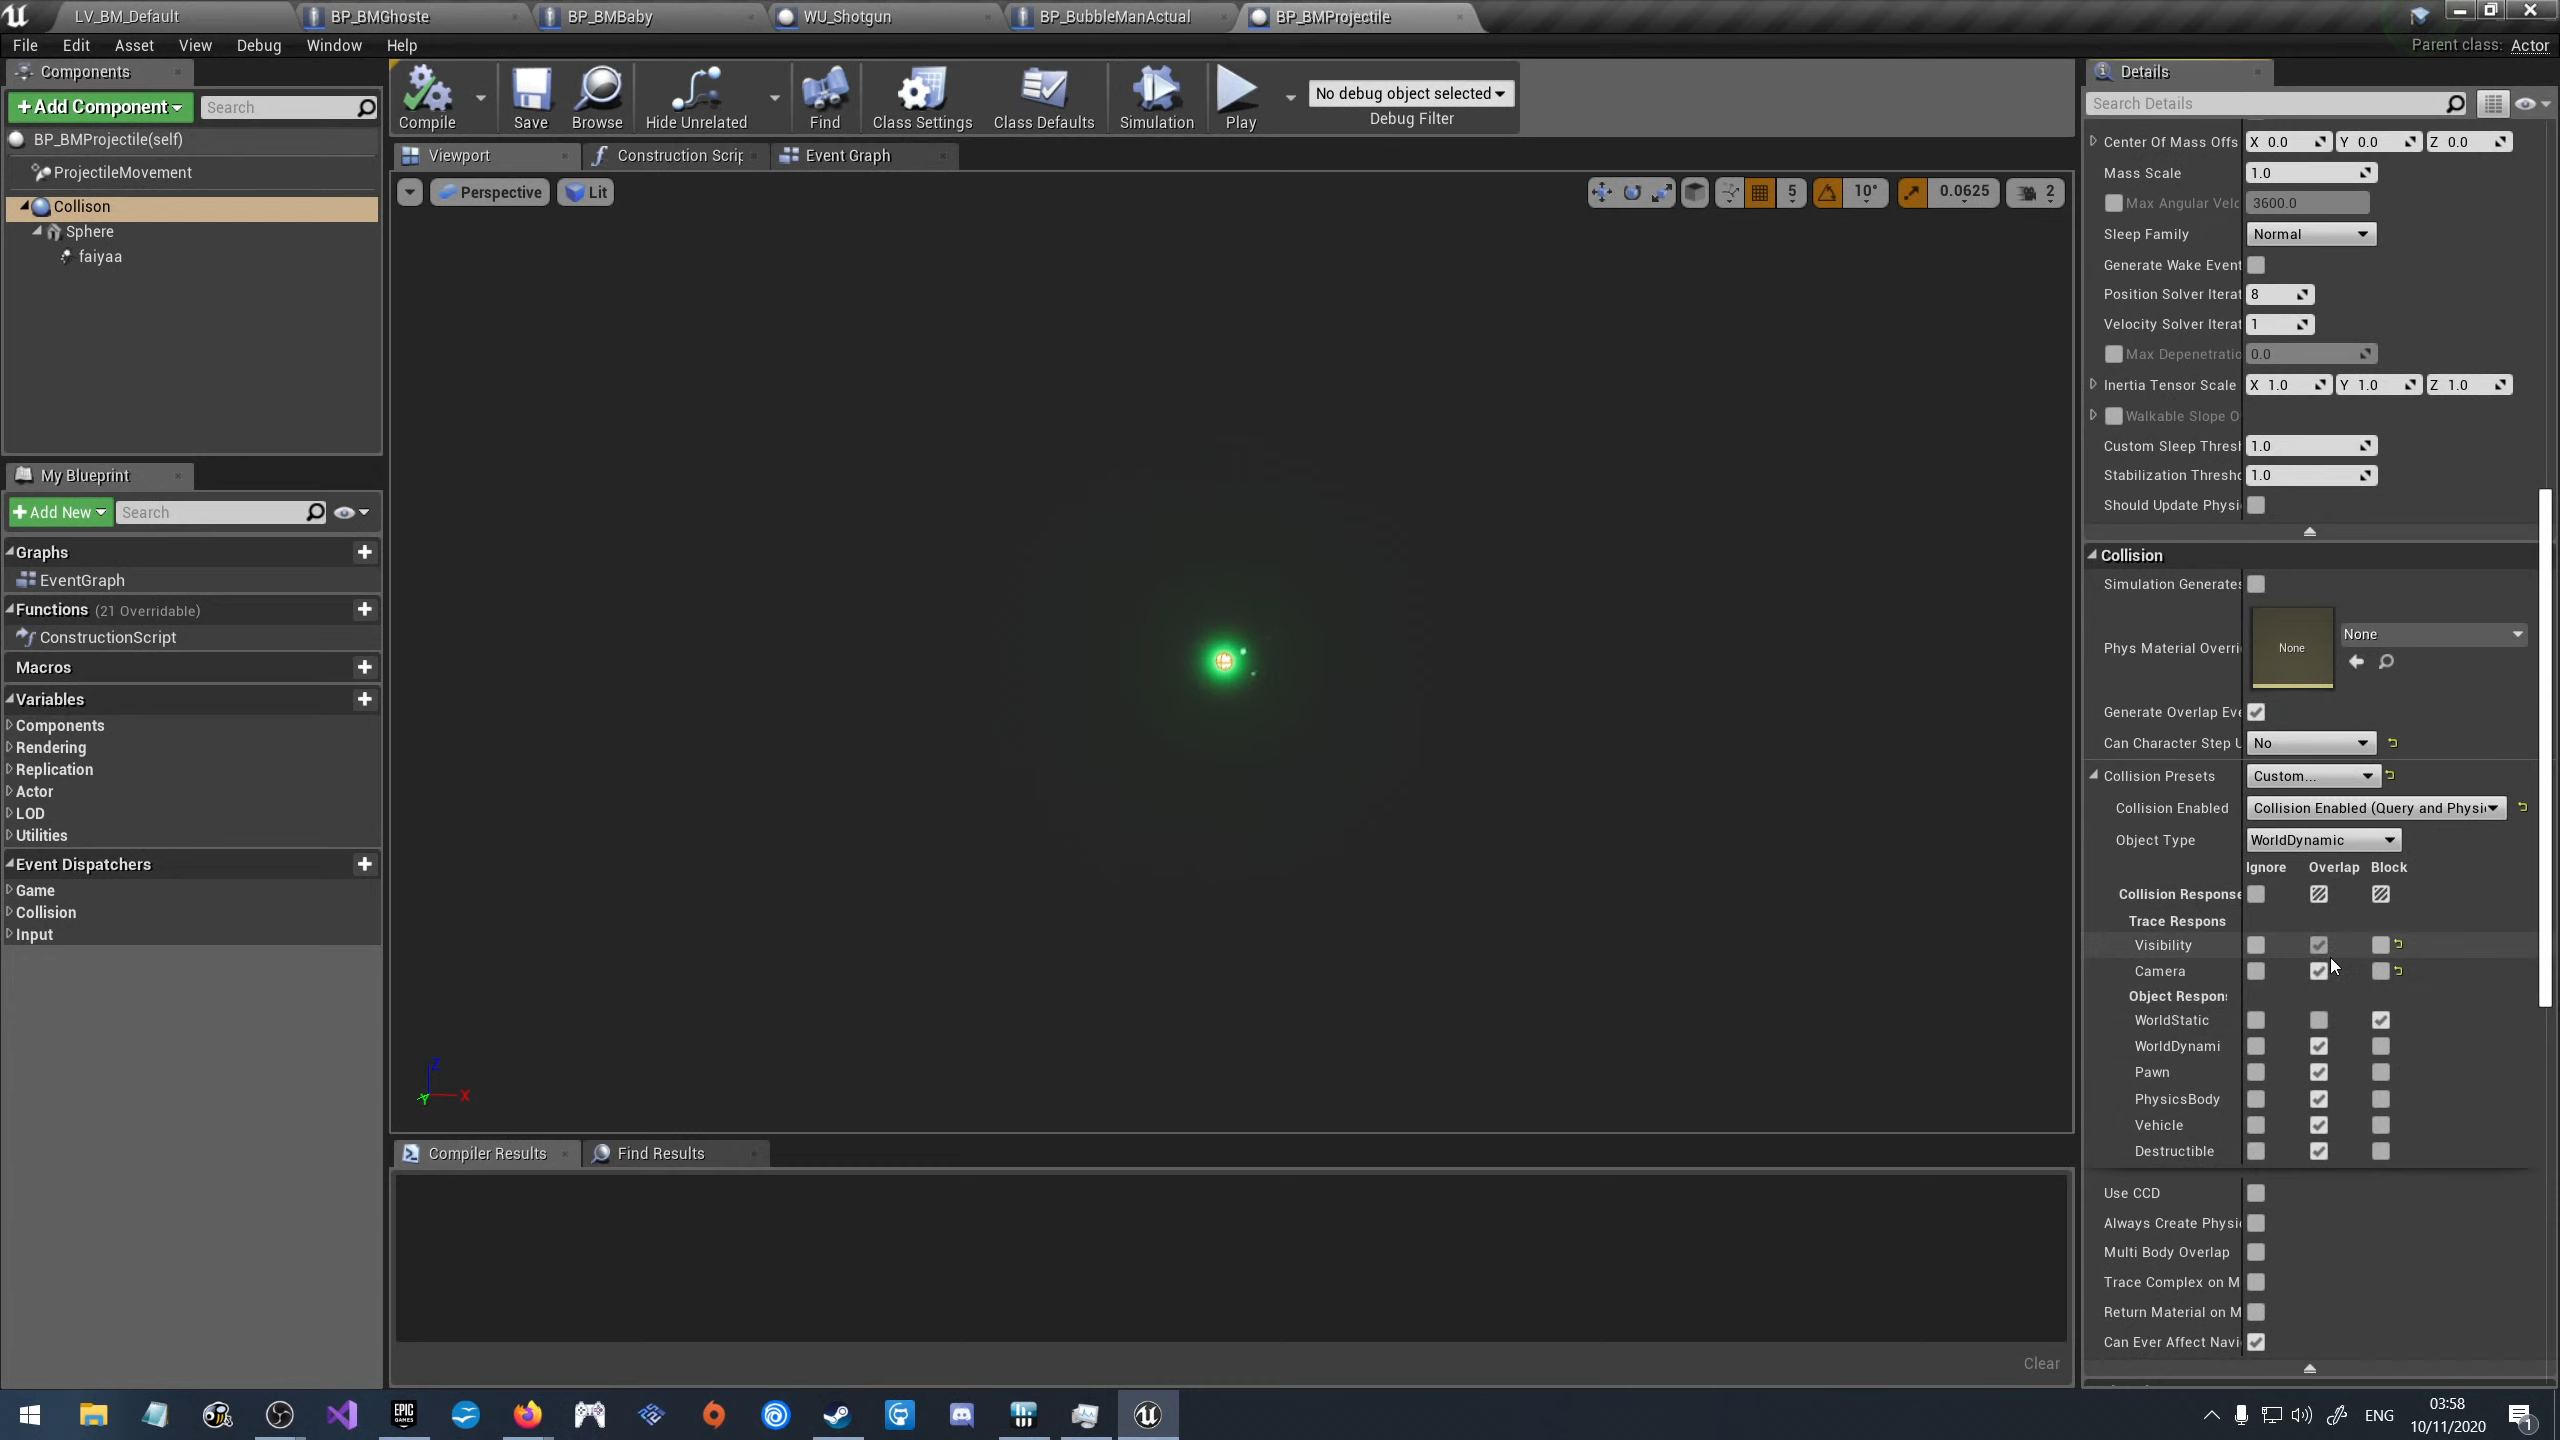 LV_BM_Default
BP_BMGhoste
BP_BMBaby
WU_Shotgun
BP_BubbleManActual
BP_BMProjectile
File Edit Asset View Debug Window Help
Parent class: Actor
Components
+Add Component
Search
BP_BMProjectile(self)
ProjectileMovement
Collison
Sphere
faiyaa
My Blueprint
+Add New
Search
Graphs
EventGraph
Functions (21 Overridable)
ConstructionScript
Macros
Variables
Components
Rendering
Replication
Actor
LOD
Utilities
Event Dispatchers
Game
Collision
Input
Compile
Save
Browse
Hide Unrelated
Find
Class Settings
Class Defaults
Simulation
Play
No debug object selected
Debug Filter
Viewport
Construction Scrip
Event Graph
Perspective
Lit
5
10°
0.0625
2
Z
X
Y
Compiler Results
Find Results
Clear
Details
Search Details
Center Of Mass Offs X 0.0 Y 0.0 Z 0.0
Mass Scale 1.0
Max Angular Velc 3600.0
Sleep Family Normal
Generate Wake Event
Position Solver Iterat 8
Velocity Solver Iterat 1
Max Depenetratic 0.0
Inertia Tensor Scale X 1.0 Y 1.0 Z 1.0
Walkable Slope O
Custom Sleep Thresh 1.0
Stabilization Thresho 1.0
Should Update Physi
Collision
Simulation Generates
Phys Material Overri None None
Generate Overlap Eve
Can Character Step U No
Collision Presets Custom...
Collision Enabled Collision Enabled (Query and Physi
Object Type WorldDynamic
Ignore Overlap Block
Collision Response
Trace Respons
Visibility
Camera
Object Respons
WorldStatic
WorldDynami
Pawn
PhysicsBody
Vehicle
Destructible
Use CCD
Always Create Physi
Multi Body Overlap
Trace Complex on M
Return Material on M
Can Ever Affect Navi
EPIC GAMES
ENG
03:58
10/11/2020
1